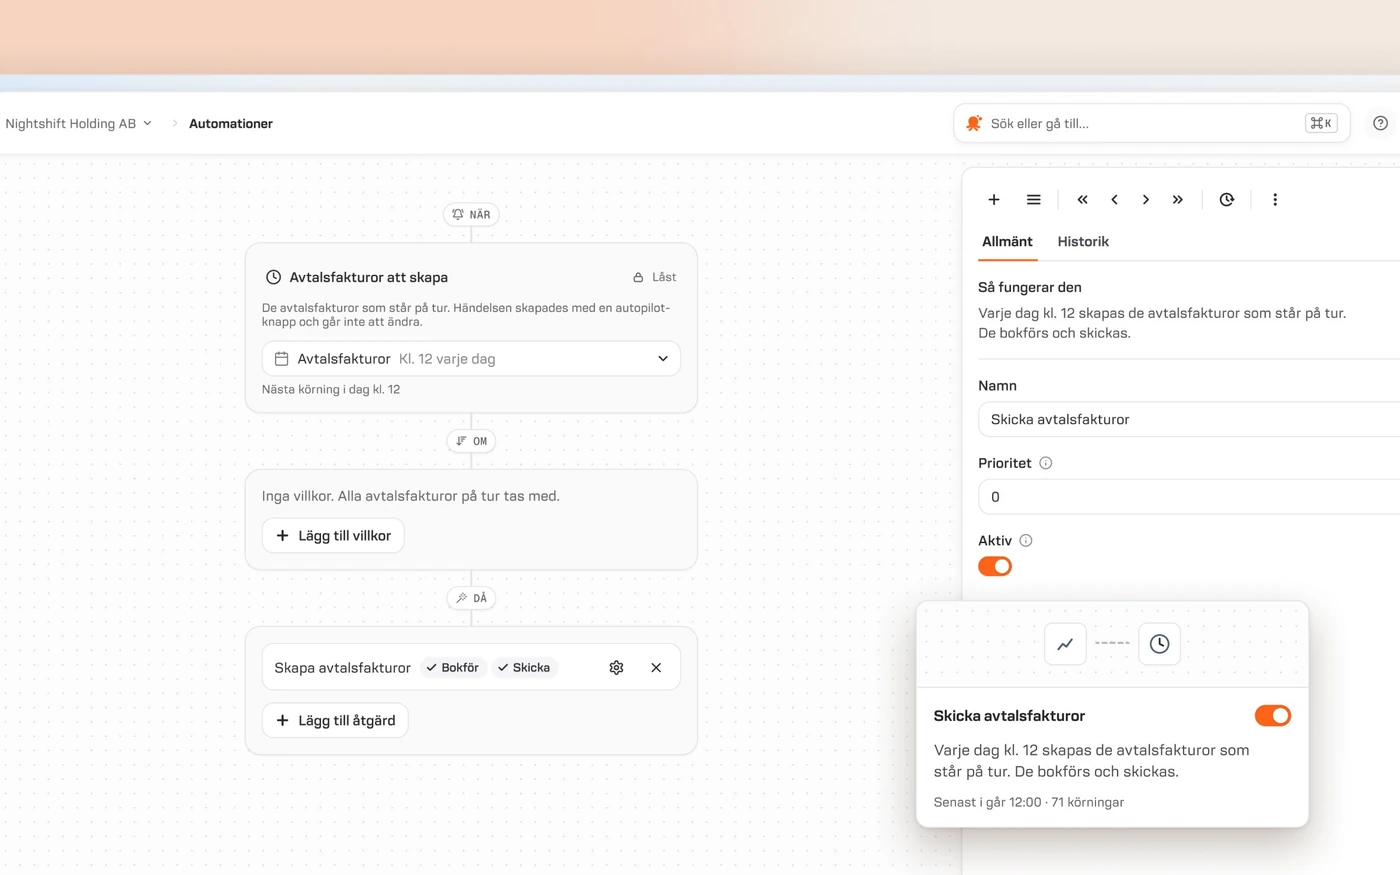 Nightshift Holding AB
Automationer
Sök eller gå till...
⌘K
NÄR
Avtalsfakturor att skapa
Låst
De avtalsfakturor som står på tur. Händelsen skapades med en autopilot-
knapp och går inte att ändra.
Avtalsfakturor Kl. 12 varje dag
Nästa körning i dag kl. 12
OM
Inga villkor. Alla avtalsfakturor på tur tas med.
Lägg till villkor
DÅ
Skapa avtalsfakturor Bokför Skicka
Lägg till åtgärd
Allmänt Historik
Så fungerar den
Varje dag kl. 12 skapas de avtalsfakturor som står på tur.
De bokförs och skickas.
Namn
Skicka avtalsfakturor
Prioritet
0
Aktiv
Skicka avtalsfakturor
Varje dag kl. 12 skapas de avtalsfakturor som
står på tur. De bokförs och skickas.
Senast i går 12:00 · 71 körningar